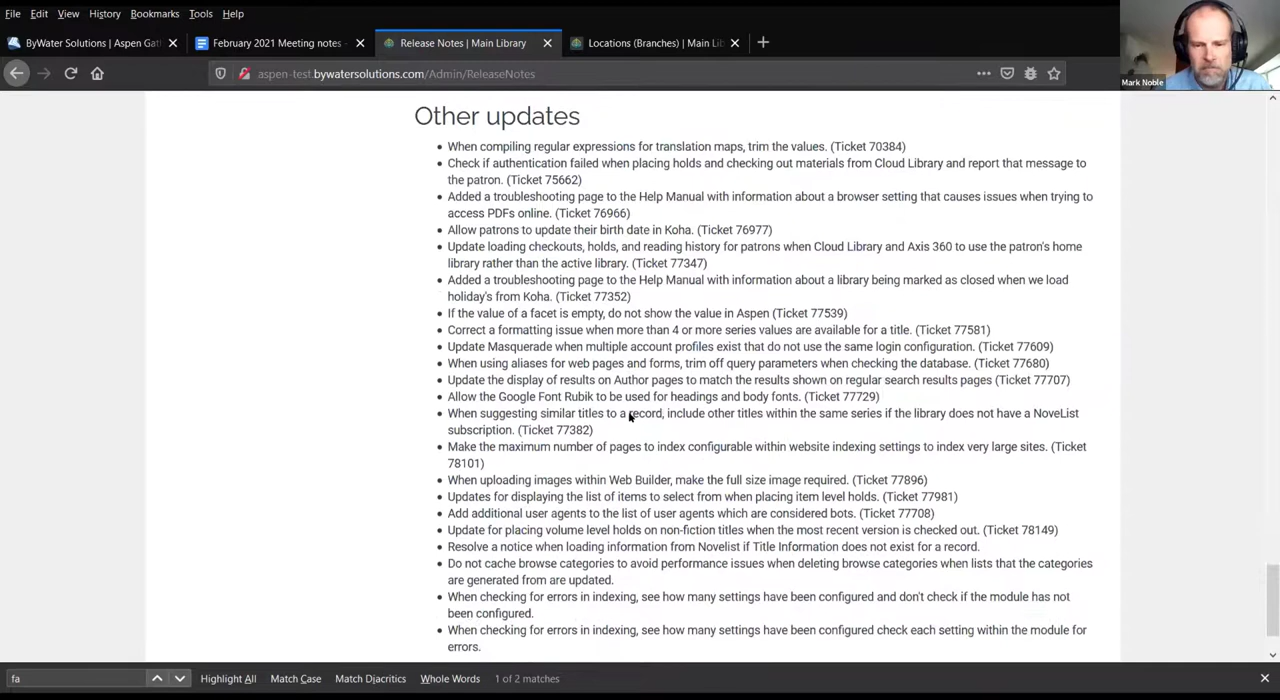 File Edit View History Bookmarks Tools Help
ByWater Solutions | Aspen Gat
February 2021 Meeting notes -
Release Notes | Main Library
Locations (Branches) | Main Lib
aspen-test.bywatersolutions.com/Admin/ReleaseNotes
Mark Noble
Other updates
When compiling regular expressions for translation maps, trim the values. (Ticket 70384)
Check if authentication failed when placing holds and checking out materials from Cloud Library and report that message to
the patron. (Ticket 75662)
Added a troubleshooting page to the Help Manual with information about a browser setting that causes issues when trying to
access PDFs online. (Ticket 76966)
Allow patrons to update their birth date in Koha. (Ticket 76977)
Update loading checkouts, holds, and reading history for patrons when Cloud Library and Axis 360 to use the patron's home
library rather than the active library. (Ticket 77347)
Added a troubleshooting page to the Help Manual with information about a library being marked as closed when we load
holiday's from Koha. (Ticket 77352)
If the value of a facet is empty, do not show the value in Aspen (Ticket 77539)
Correct a formatting issue when more than 4 or more series values are available for a title. (Ticket 77581)
Update Masquerade when multiple account profiles exist that do not use the same login configuration. (Ticket 77609)
When using aliases for web pages and forms, trim off query parameters when checking the database. (Ticket 77680)
Update the display of results on Author pages to match the results shown on regular search results pages (Ticket 77707)
Allow the Google Font Rubik to be used for headings and body fonts. (Ticket 77729)
When suggesting similar titles to a record, include other titles within the same series if the library does not have a NoveList
subscription. (Ticket 77382)
Make the maximum number of pages to index configurable within website indexing settings to index very large sites. (Ticket
78101)
When uploading images within Web Builder, make the full size image required. (Ticket 77896)
Updates for displaying the list of items to select from when placing item level holds. (Ticket 77981)
Add additional user agents to the list of user agents which are considered bots. (Ticket 77708)
Update for placing volume level holds on non-fiction titles when the most recent version is checked out. (Ticket 78149)
Resolve a notice when loading information from Novelist if Title Information does not exist for a record.
Do not cache browse categories to avoid performance issues when deleting browse categories when lists that the categories
are generated from are updated.
When checking for errors in indexing, see how many settings have been configured and don't check if the module has not
been configured.
When checking for errors in indexing, see how many settings have been configured check each setting within the module for
errors.
fa Highlight All Match Case Match Diacritics Whole Words 1 of 2 matches